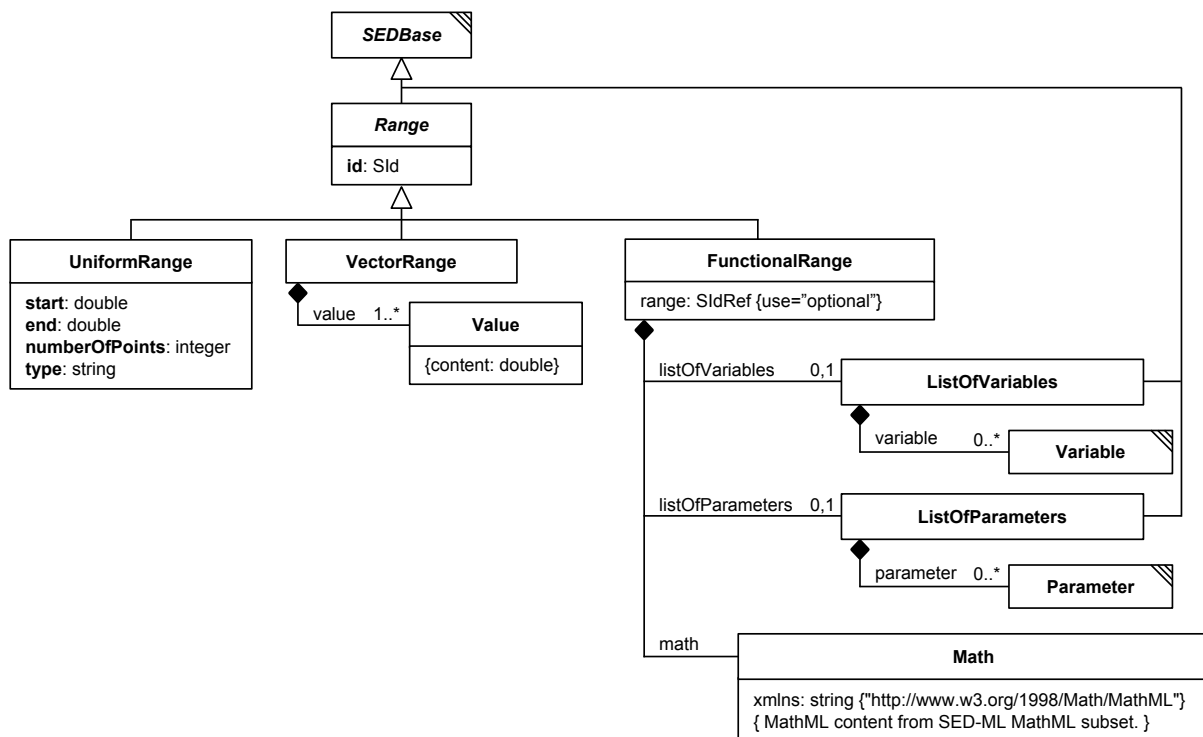 SEDBase
Range
id: SId
UniformRange
start: double
end: double
numberOfPoints: integer
type: string
VectorRange
value 1..*
Value
{content: double}
FunctionalRange
range: SIdRef {use=”optional”}
listOfVariables 0,1
ListOfVariables
variable 0..*
Variable
listOfParameters 0,1
ListOfParameters
parameter 0..*
Parameter
math
Math
xmlns: string {"http://www.w3.org/1998/Math/MathML"}
{ MathML content from SED-ML MathML subset. }